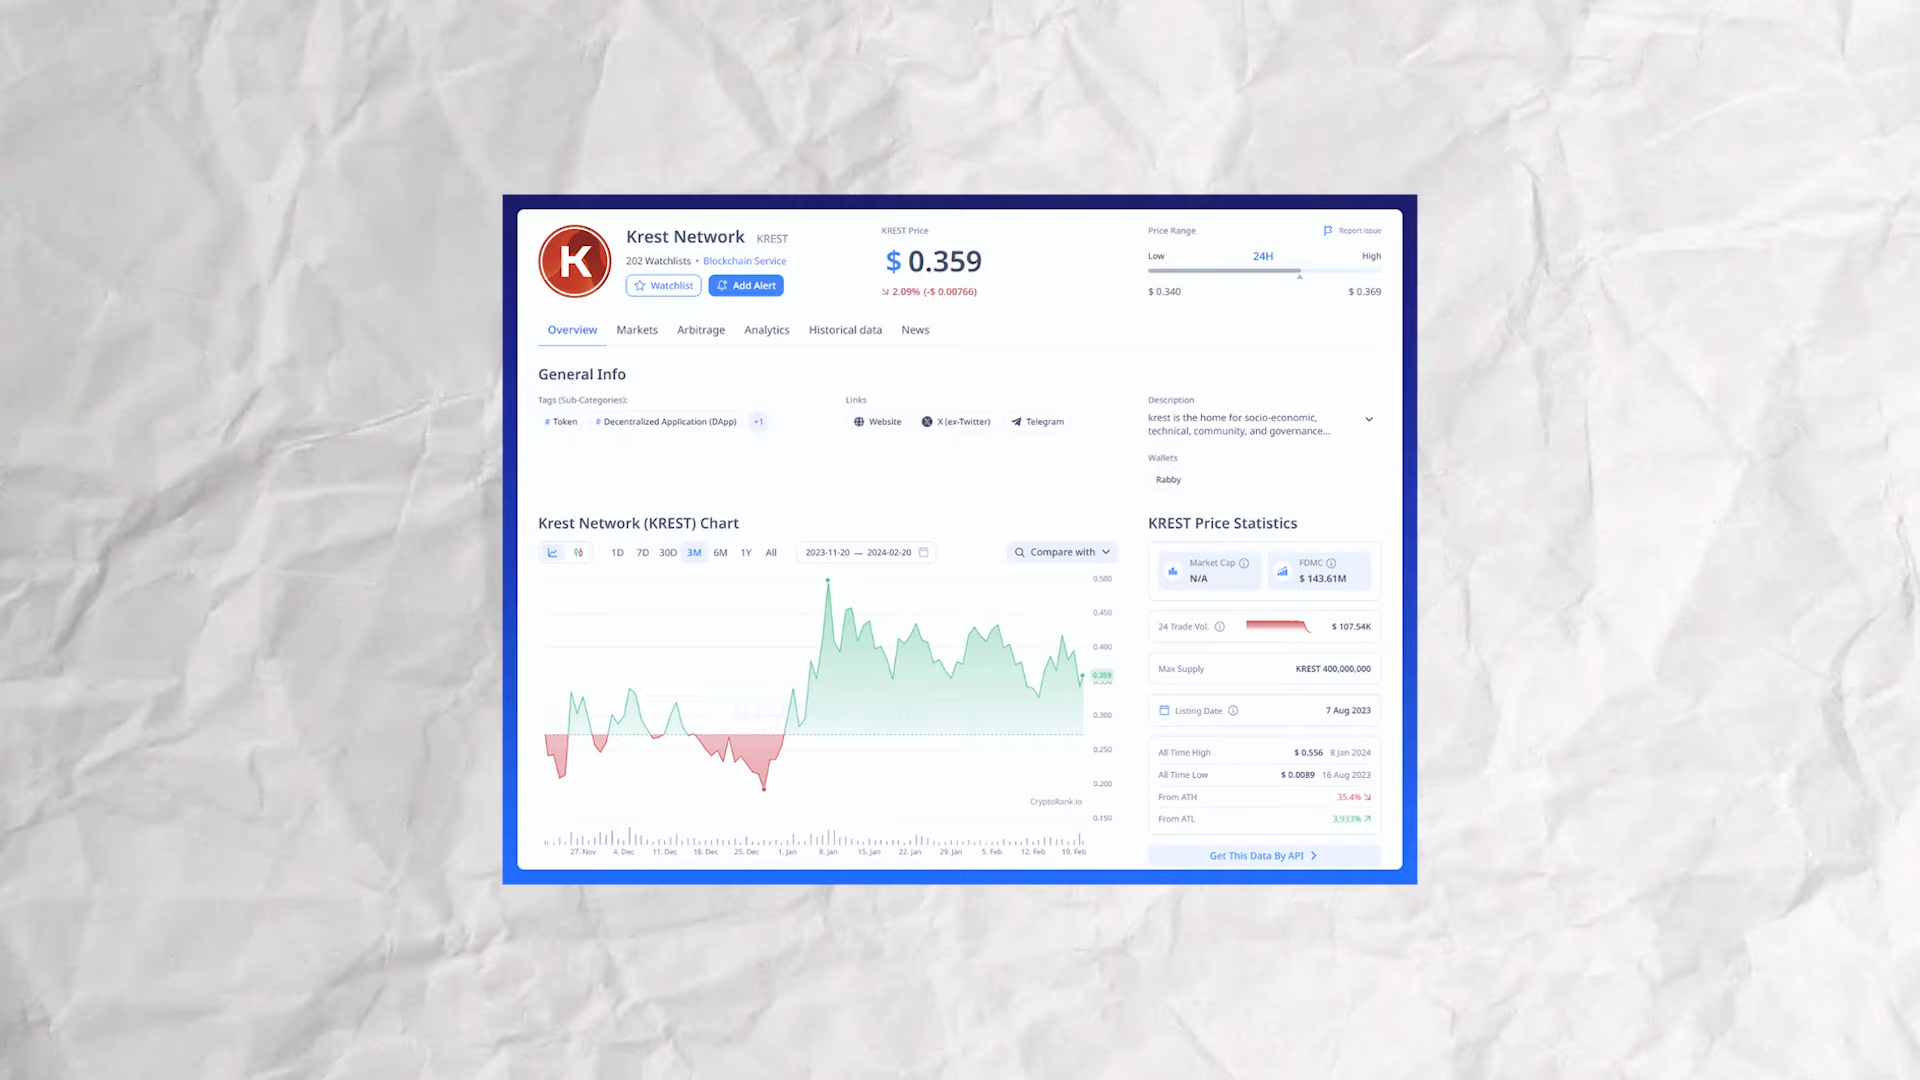 K
Krest Network KREST
202 Watchlists • Blockchain Service
Watchlist
Add Alert
KREST Price
$ 0.359
↘ 2.09% (-$ 0.00766)
Price Range
Report issue
Low 24H High
$ 0.340 $ 0.369
Overview Markets Arbitrage Analytics Historical data News
General Info
Tags (Sub-Categories):
# Token # Decentralized Application (DApp) +1
Links
Website X (ex-Twitter) Telegram
Description
krest is the home for socio-economic,
technical, community, and governance...
Wallets
Rabby
Krest Network (KREST) Chart
1D 7D 30D 3M 6M 1Y All 2023-11-20 — 2024-02-20 Compare with
0.500
0.450
0.400
0.359
0.350
0.300
0.250
0.200
0.150
CryptoRank.io
27. Nov 4. Dec 11. Dec 18. Dec 25. Dec 1. Jan 8. Jan 15. Jan 22. Jan 29. Jan 5. Feb 12. Feb 19. Feb
KREST Price Statistics
Market Cap
N/A
FDMC
$ 143.61M
24 Trade Vol. $ 107.54K
Max Supply KREST 400,000,000
Listing Date 7 Aug 2023
All Time High $ 0.556 8 Jan 2024
All Time Low $ 0.0089 16 Aug 2023
From ATH 35.4% ↘
From ATL 3,933% ↗
Get This Data By API